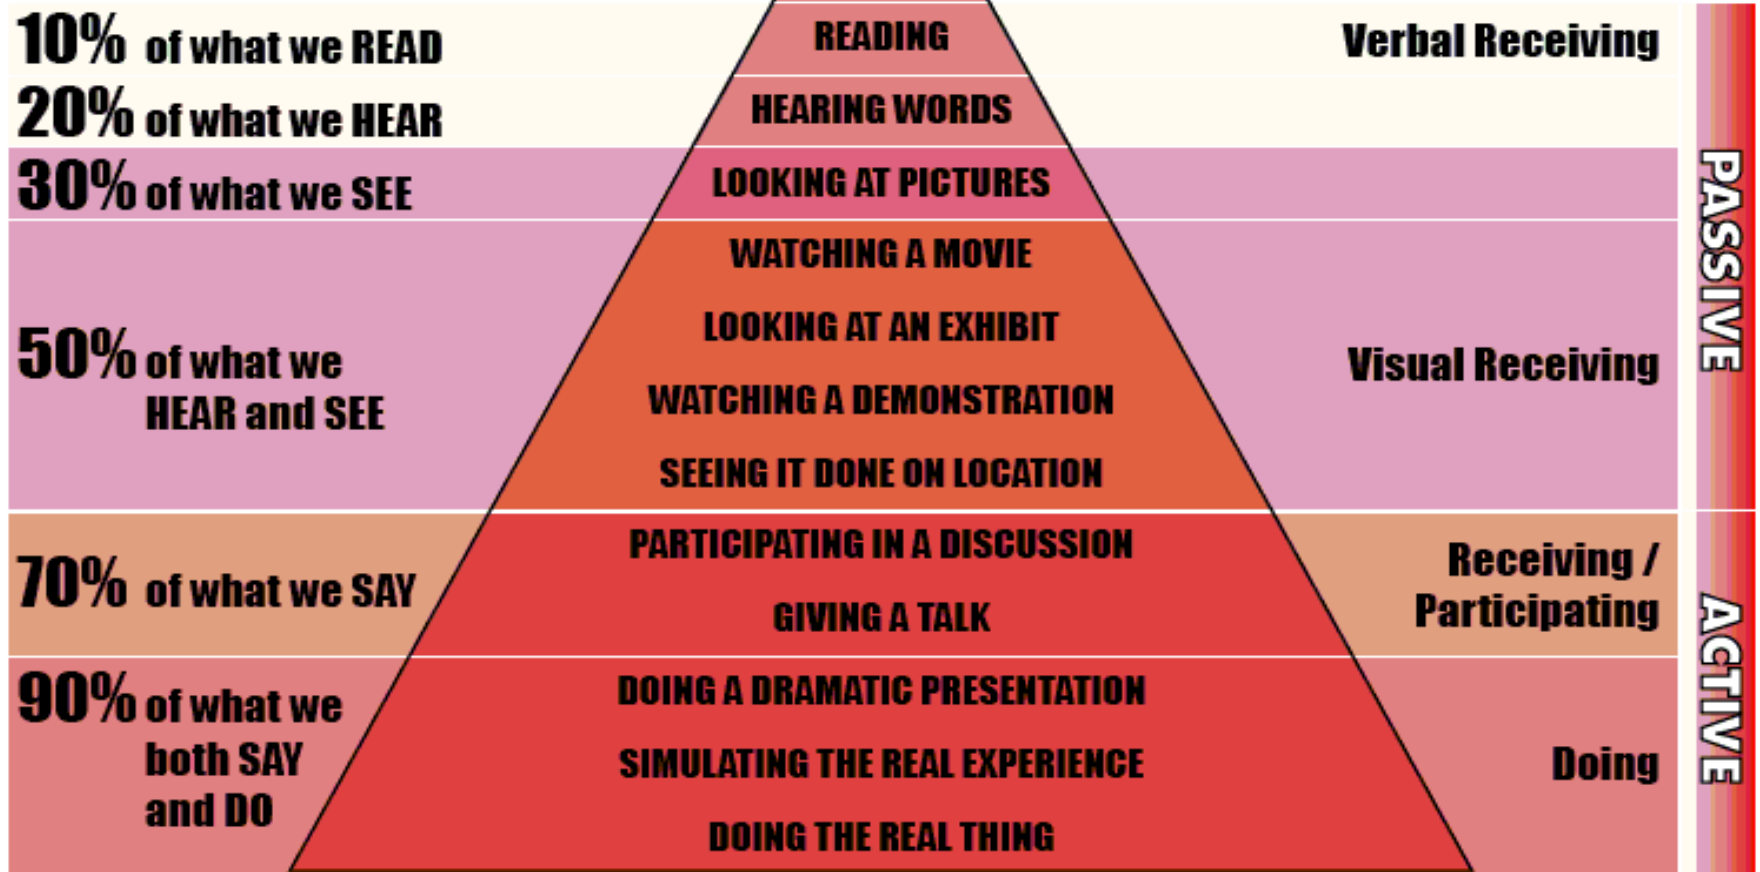 10% of what we READ
READING
Verbal Receiving
20% of what we HEAR
HEARING WORDS
30% of what we SEE
LOOKING AT PICTURES
50% of what we
HEAR and SEE
WATCHING A MOVIE
LOOKING AT AN EXHIBIT
WATCHING A DEMONSTRATION
SEEING IT DONE ON LOCATION
Visual Receiving
PASSIVE
70% of what we SAY
PARTICIPATING IN A DISCUSSION
GIVING A TALK
Receiving /
Participating
90% of what we
both SAY
and DO
DOING A DRAMATIC PRESENTATION
SIMULATING THE REAL EXPERIENCE
DOING THE REAL THING
Doing
ACTIVE